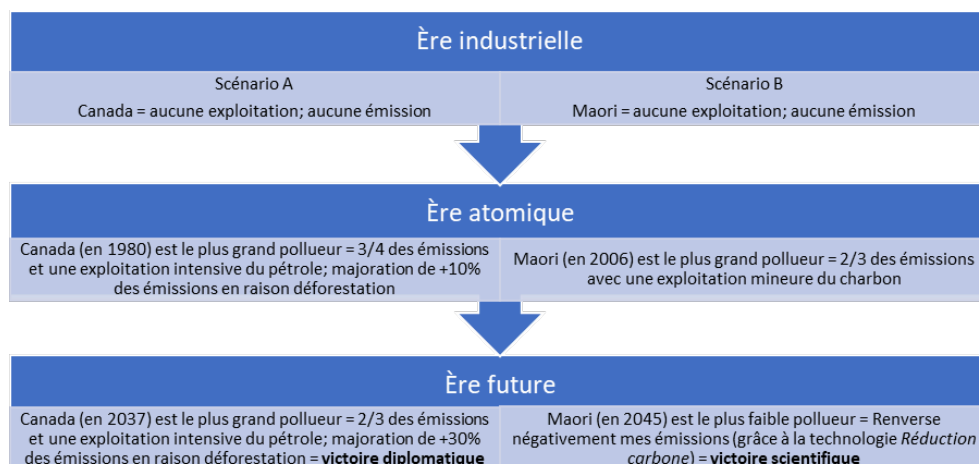 Ère industrielle
Scénario A
Canada = aucune exploitation; aucune émission
Scénario B
Maori = aucune exploitation; aucune émission
Ère atomique
Canada (en 1980) est le plus grand pollueur = 3/4 des émissions
et une exploitation intensive du pétrole; majoration de +10%
des émissions en raison déforestation
Maori (en 2006) est le plus grand pollueur = 2/3 des émissions
avec une exploitation mineure du charbon
Ère future
Canada (en 2037) est le plus grand pollueur = 2/3 des émissions
et une exploitation intensive du pétrole; majoration de +30%
des émissions en raison déforestation = victoire diplomatique
Maori (en 2045) est le plus faible pollueur = Renverse
négativement mes émissions (grâce à la technologie Réduction
carbone) = victoire scientifique